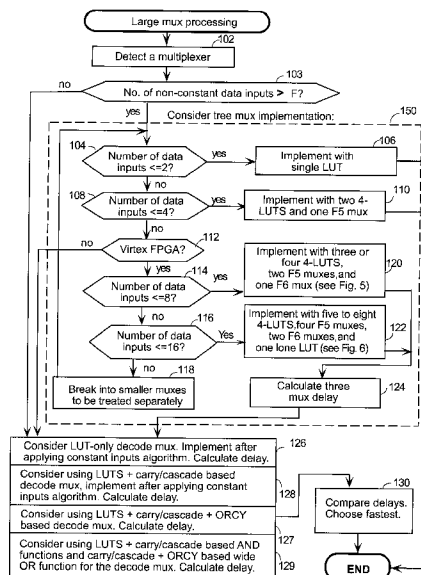 Large mux processing
102
Detect a multiplexer
103
no
No. of non-constant data inputs > F?
yes
Consider tree mux implementation:
150
104
Number of data
inputs <=2?
yes
106
Implement with
single LUT
no
108
Number of data
inputs <=4?
yes
110
Implement with two 4-
LUTS and one F5 mux
no
112
no
Virtex FPGA?
yes
114
Number of data
inputs <=8?
yes
120
Implement with three or
four 4-LUTS,
two F5 muxes,and
one F6 mux (see Fig. 5)
no
116
Number of data
inputs <=16?
Yes
122
Implement with five to eight
4-LUTS,four F5 muxes,
two F6 muxes,and
one lone LUT (see Fig. 6)
no
118
Break into smaller muxes
to be treated separately
124
Calculate three
mux delay
Consider LUT-only decode mux. Implement after
applying constant inputs algorithm. Calculate delay.
126
Consider using LUTS + carry/cascade based
decode mux, implement after applying constant
inputs algorithm. Calculate delay.
128
Consider using LUTS + carry/cascade + ORCY
based decode mux. Calculate delay.
127
Consider using LUTS + carry/cascade based AND
functions and carry/cascade + ORCY based wide
OR function for the decode mux. Calculate delay.
129
130
Compare delays.
Choose fastest.
END